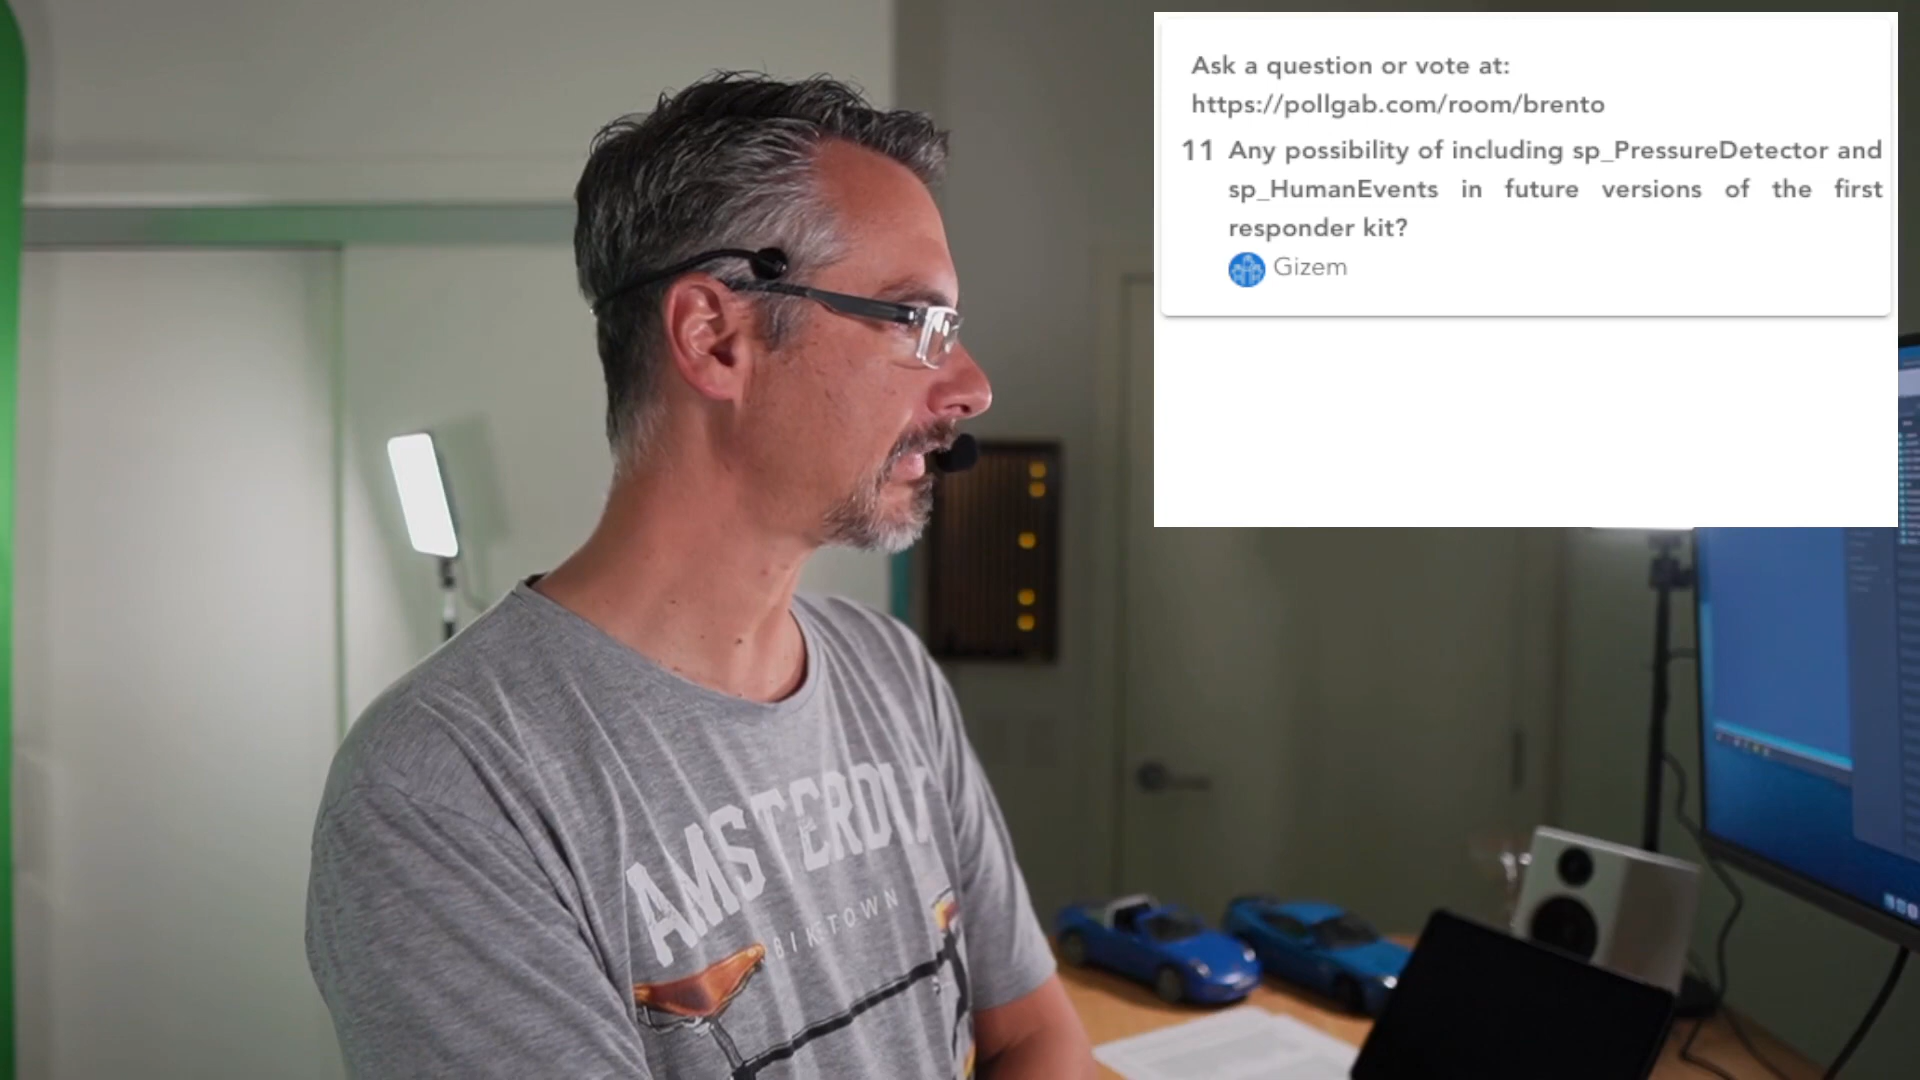 Ask a question or vote at:
https://pollgab.com/room/brento
11 Any possibility of including sp_PressureDetector and
sp_HumanEvents in future versions of the first
responder kit?
Gizem
BIKETOWN